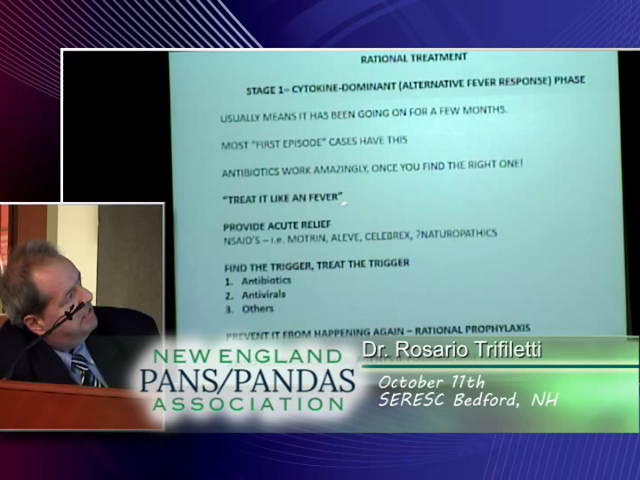 RATIONAL TREATMENT
STAGE 1– CYTOKINE-DOMINANT (ALTERNATIVE FEVER RESPONSE) PHASE
USUALLY MEANS IT HAS BEEN GOING ON FOR A FEW MONTHS.
MOST "FIRST EPISODE" CASES HAVE THIS
ANTIBIOTICS WORK AMAZINGLY, ONCE YOU FIND THE RIGHT ONE!
"TREAT IT LIKE AN FEVER"
PROVIDE ACUTE RELIEF
NSAID'S – i.e. MOTRIN, ALEVE, CELEBREX, ?NATUROPATHICS
FIND THE TRIGGER, TREAT THE TRIGGER
1. Antibiotics
2. Antivirals
3. Others
PREVENT IT FROM HAPPENING AGAIN – RATIONAL PROPHYLAXIS
NEW ENGLAND
PANS/PANDAS
ASSOCIATION
Dr. Rosario Trifiletti
October 11th
SERESC Bedford, NH